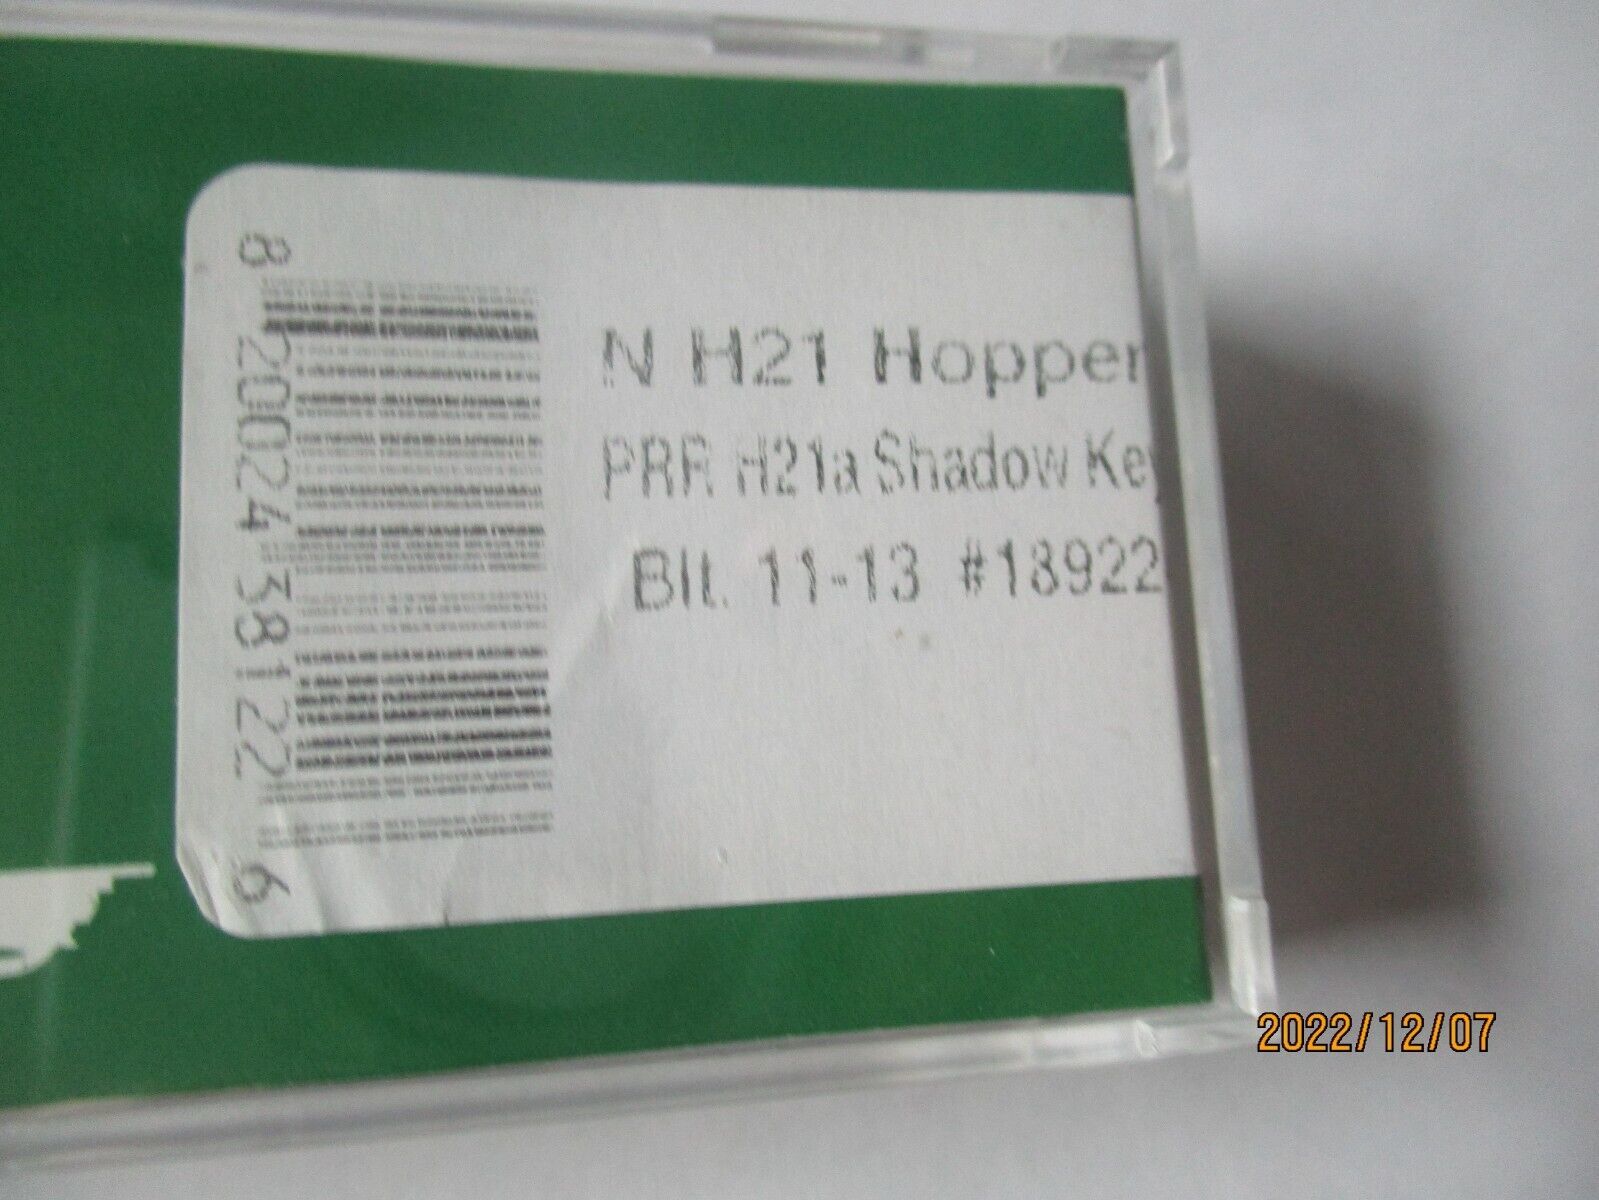 N H21 Hopper
PRR H21a Shadow Key
Blt. 11-13 #18922
8 20024 38122 6
2022/12/07